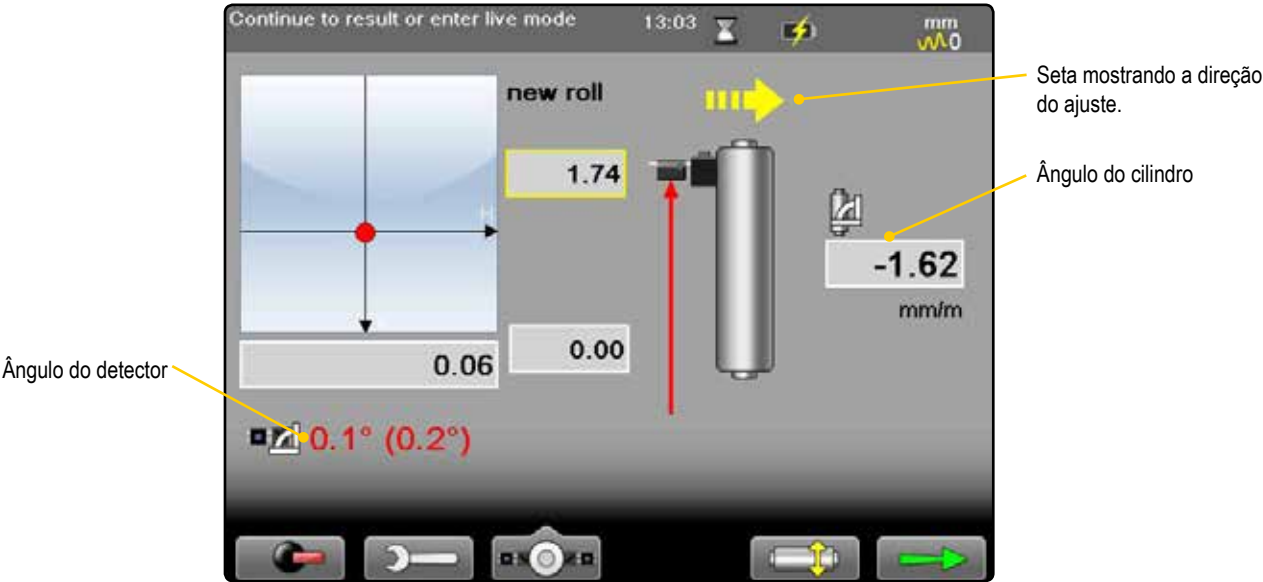 Continue to result or enter live mode
13:03
mm
0
new roll
1.74
H
-1.62
mm/m
0.06
0.00
0.1° (0.2°)
Seta mostrando a direção
do ajuste.
Ângulo do cilindro
Ângulo do detector